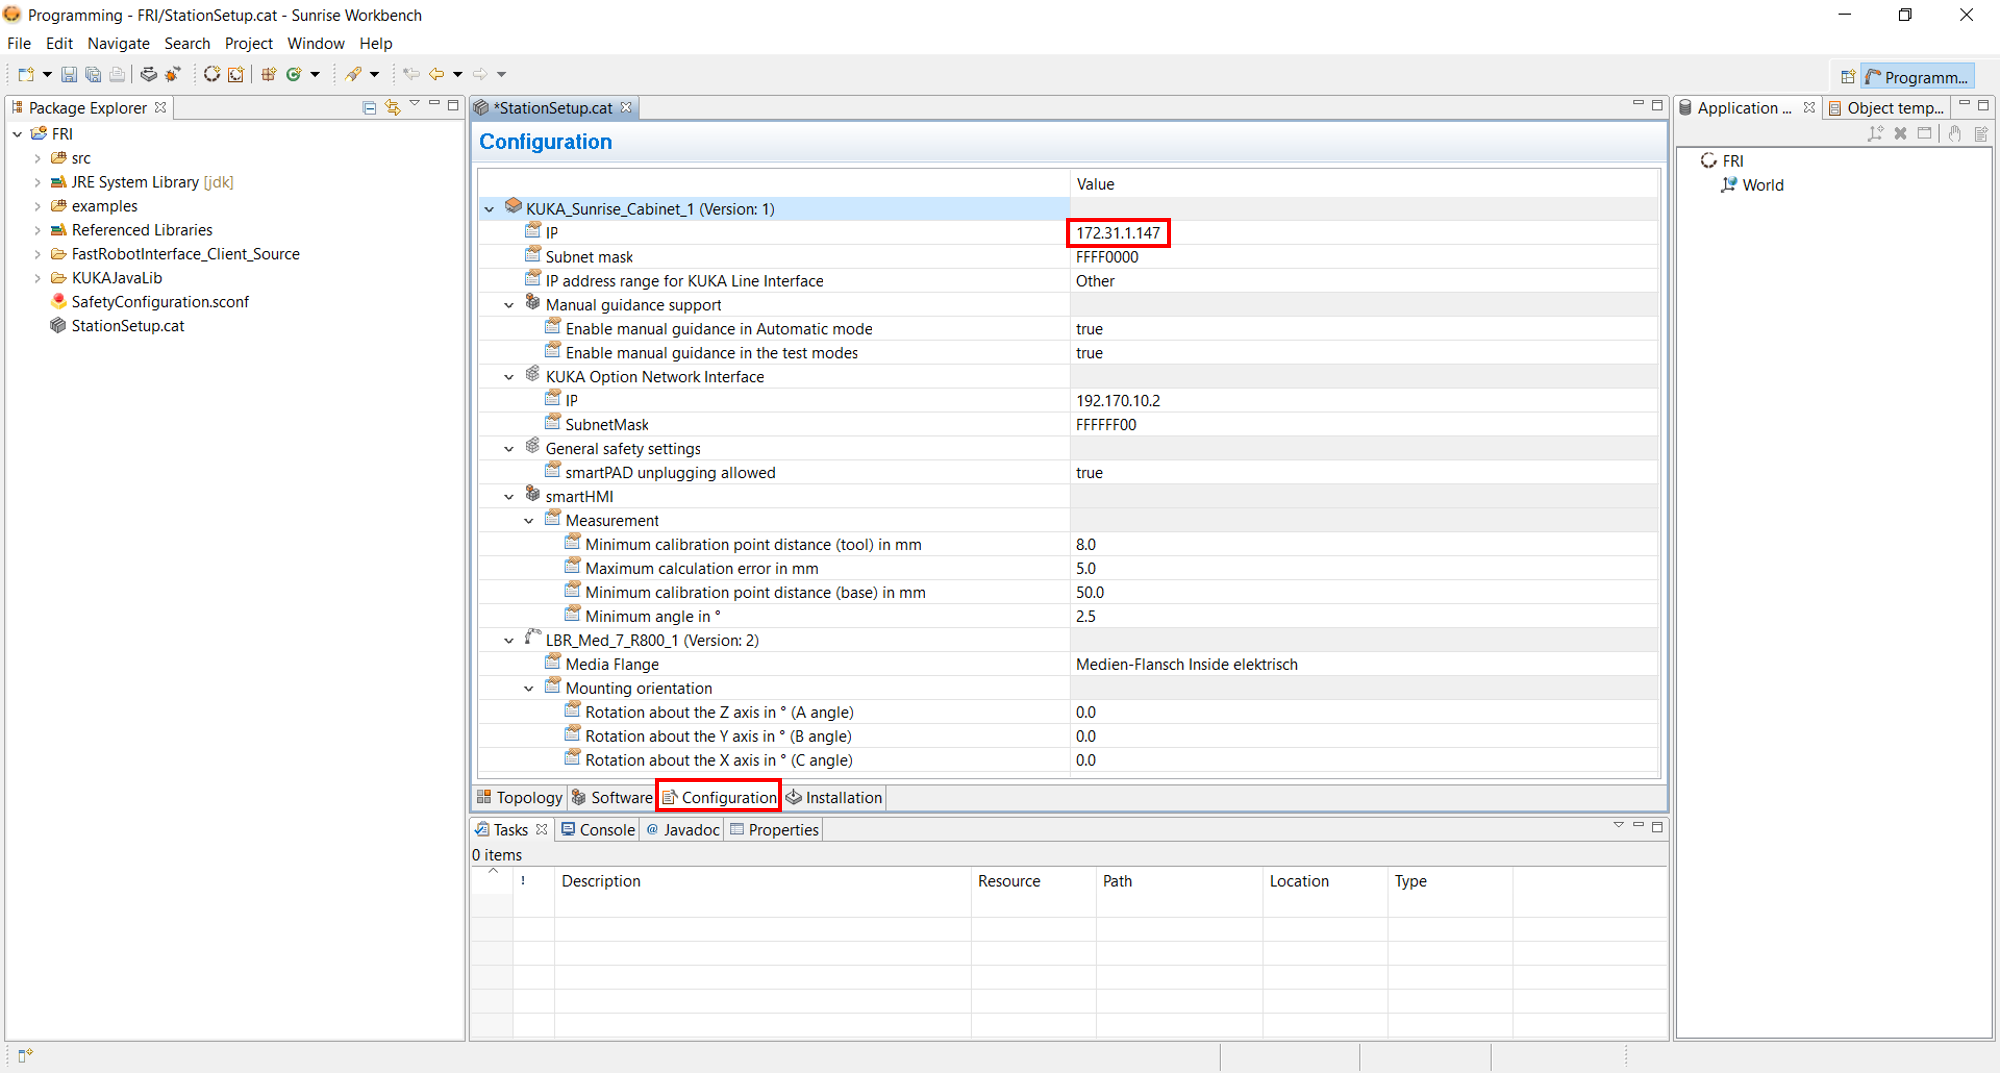 Programming - FRI/StationSetup.cat - Sunrise Workbench
File Edit Navigate Search Project Window Help
Programm...
Package Explorer
FRI
src
JRE System Library [jdk]
examples
Referenced Libraries
FastRobotInterface_Client_Source
KUKAJavaLib
SafetyConfiguration.sconf
StationSetup.cat
*StationSetup.cat
Configuration
Value
KUKA_Sunrise_Cabinet_1 (Version: 1)
IP 172.31.1.147
Subnet mask FFFF0000
IP address range for KUKA Line Interface Other
Manual guidance support
Enable manual guidance in Automatic mode true
Enable manual guidance in the test modes true
KUKA Option Network Interface
IP 192.170.10.2
SubnetMask FFFFFF00
General safety settings
smartPAD unplugging allowed true
smartHMI
Measurement
Minimum calibration point distance (tool) in mm 8.0
Maximum calculation error in mm 5.0
Minimum calibration point distance (base) in mm 50.0
Minimum angle in ° 2.5
LBR_Med_7_R800_1 (Version: 2)
Media Flange Medien-Flansch Inside elektrisch
Mounting orientation
Rotation about the Z axis in ° (A angle) 0.0
Rotation about the Y axis in ° (B angle) 0.0
Rotation about the X axis in ° (C angle) 0.0
Topology Software Configuration Installation
Tasks Console @ Javadoc Properties
0 items
! Description Resource Path Location Type
Application ... Object temp...
FRI
World